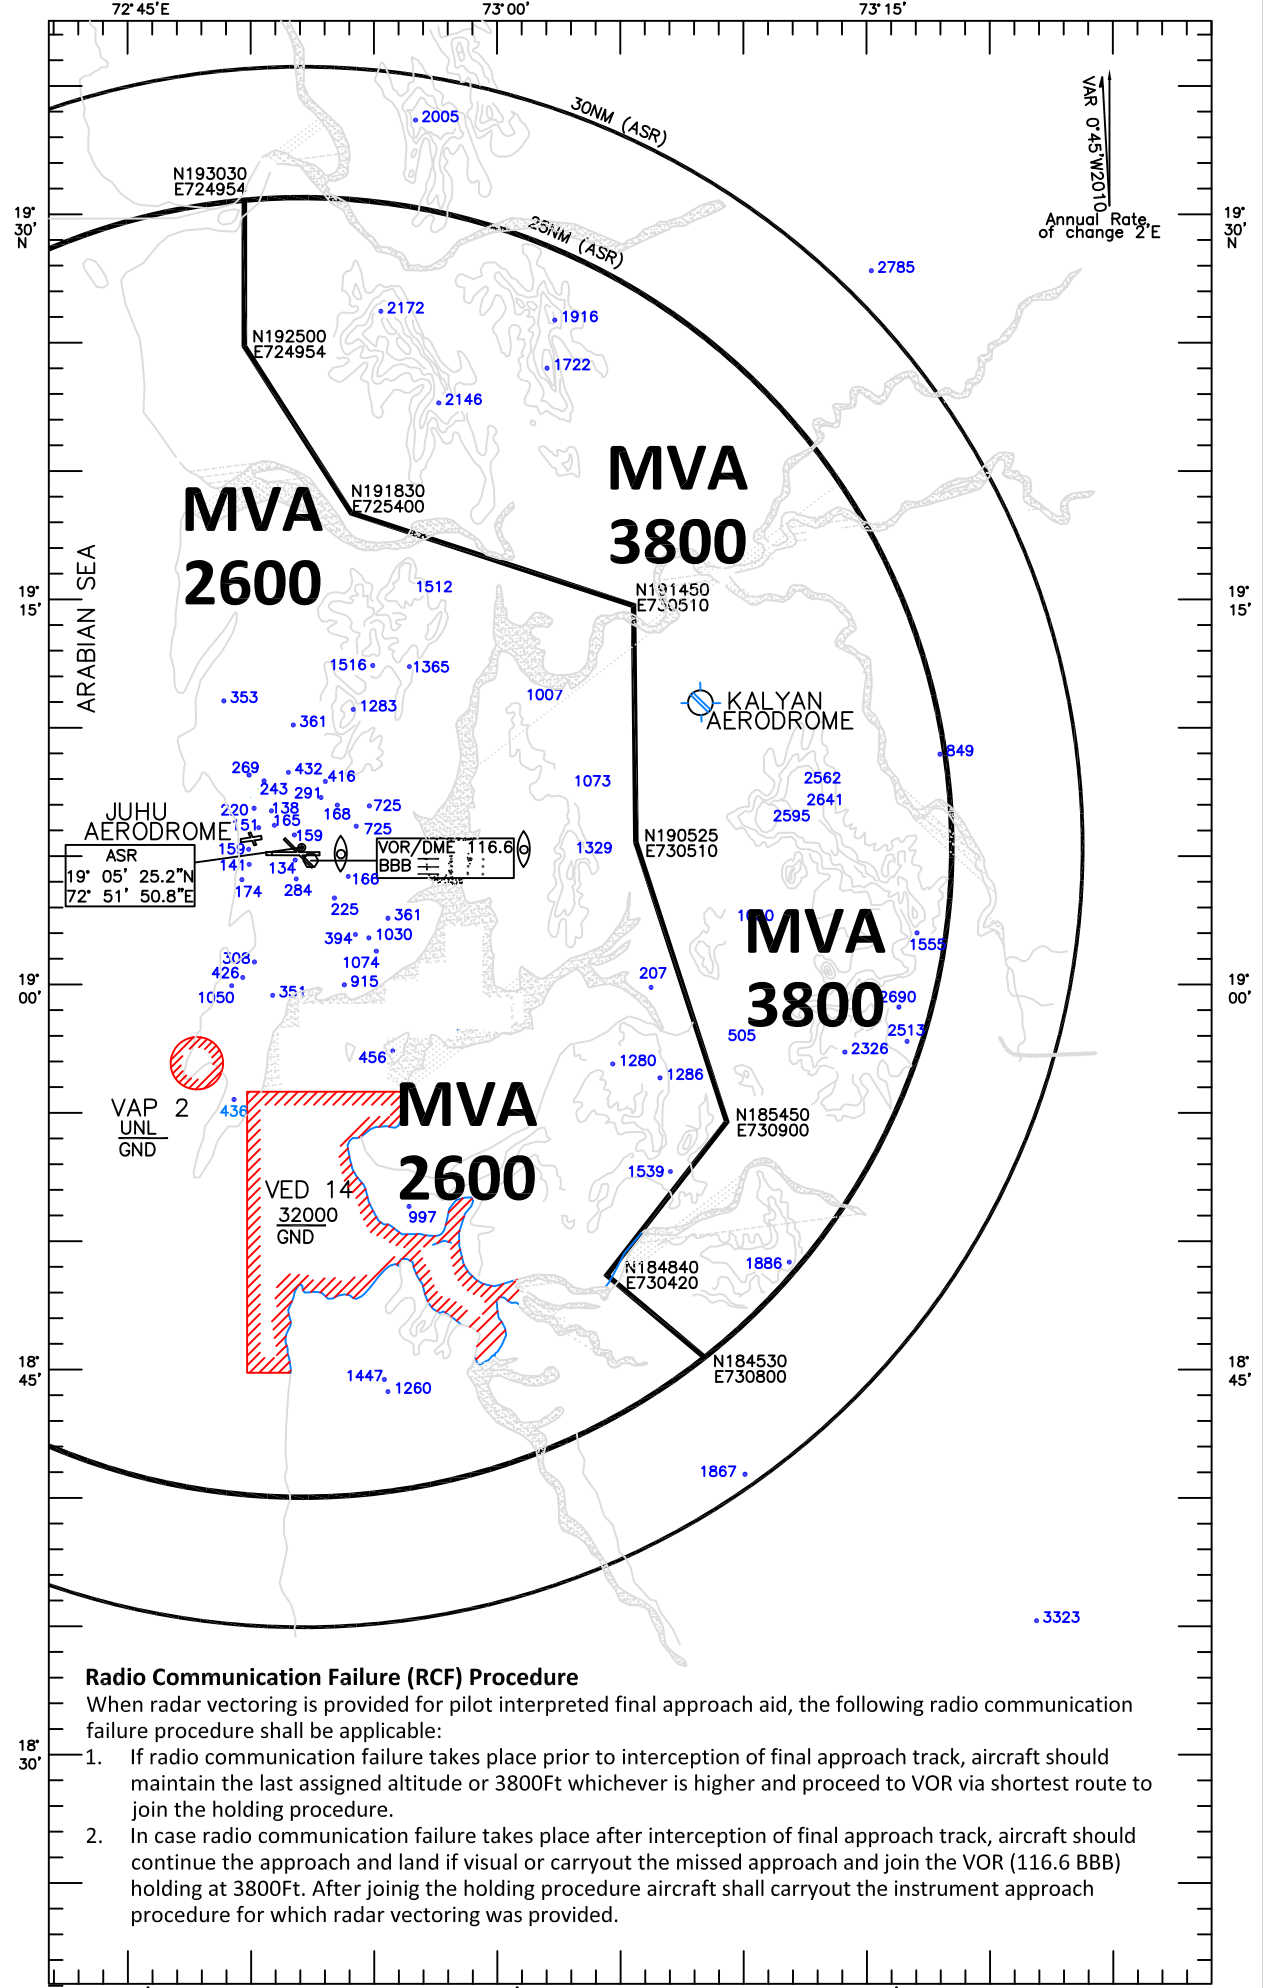 72°45'E
73°00'
73°15'
30NM (ASR)
VAR 0°45'W2010
Annual Rate
of change 2'E
2005
N193030
E724954
19°
30'
N
19°
30'
N
25NM (ASR)
2785
2172
1916
N192500
E724954
1722
2146
MVA
3800
N191830
E725400
MVA
2600
ARABIAN SEA
19°
15'
19°
15'
1512
N191450
E730510
1516
1365
1007
353
1283
361
KALYAN
AERODROME
849
269
432
416
243
291
1073
2562
2641
2595
220
138
168
725
JUHU
AERODROME
151
165
725
159
N190525
E730510
ASR
19° 05' 25.2"N
72° 51' 50.8"E
159
VOR/DME 116.6
BBB
1329
141
134
166
174
284
225
361
394
1030
1074
MVA
3800
1555
308
426
1050
351
915
207
19°
00'
19°
00'
2690
2513
505
2326
456
1280
1286
MVA
2600
VAP 2
UNL
GND
436
N185450
E730900
1539
VED 14
32000
GND
997
1886
N184840
E730420
N184530
E730800
18°
45'
18°
45'
1447
1260
1867
3323
Radio Communication Failure (RCF) Procedure
When radar vectoring is provided for pilot interpreted final approach aid, the following radio communication
failure procedure shall be applicable:
1. If radio communication failure takes place prior to interception of final approach track, aircraft should
maintain the last assigned altitude or 3800Ft whichever is higher and proceed to VOR via shortest route to
join the holding procedure.
2. In case radio communication failure takes place after interception of final approach track, aircraft should
continue the approach and land if visual or carryout the missed approach and join the VOR (116.6 BBB)
holding at 3800Ft. After joinig the holding procedure aircraft shall carryout the instrument approach
procedure for which radar vectoring was provided.
18°
30'
18°
30'